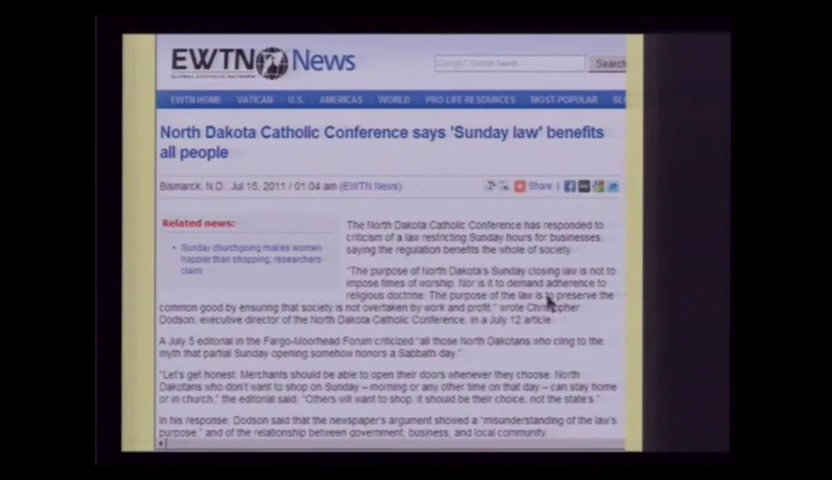 EWTN News
GLOBAL CATHOLIC NETWORK
Search
EWTN HOME VATICAN U.S. AMERICAS WORLD PRO-LIFE RESOURCES MOST POPULAR
North Dakota Catholic Conference says 'Sunday law' benefits
all people
Bismarck, N.D., Jul 15, 2011 / 01:04 am (EWTN News)
Share |
Related news:
Sunday churchgoing makes women
happier than shopping, researchers
claim
The North Dakota Catholic Conference has responded to
criticism of a law restricting Sunday hours for businesses,
saying the regulation benefits the whole of society.
“The purpose of North Dakota's Sunday closing law is not to
impose times of worship. Nor is it to demand adherence to
religious doctrine. The purpose of the law is to preserve the
common good by ensuring that society is not overtaken by work and profit,” wrote Christopher
Dodson, executive director of the North Dakota Catholic Conference, in a July 12 article.
A July 5 editorial in the Fargo-Moorhead Forum criticized “all those North Dakotans who cling to the
myth that partial Sunday opening somehow honors a Sabbath day.”
“Let's get honest: Merchants should be able to open their doors whenever they choose. North
Dakotans who don't want to shop on Sunday – morning or any other time on that day – can stay home
or in church,” the editorial said. “Others will want to shop; it should be their choice, not the state's.”
In his response, Dodson said that the newspaper's argument showed a “misunderstanding of the law's
purpose,” and of the relationship between government, business, and local community.